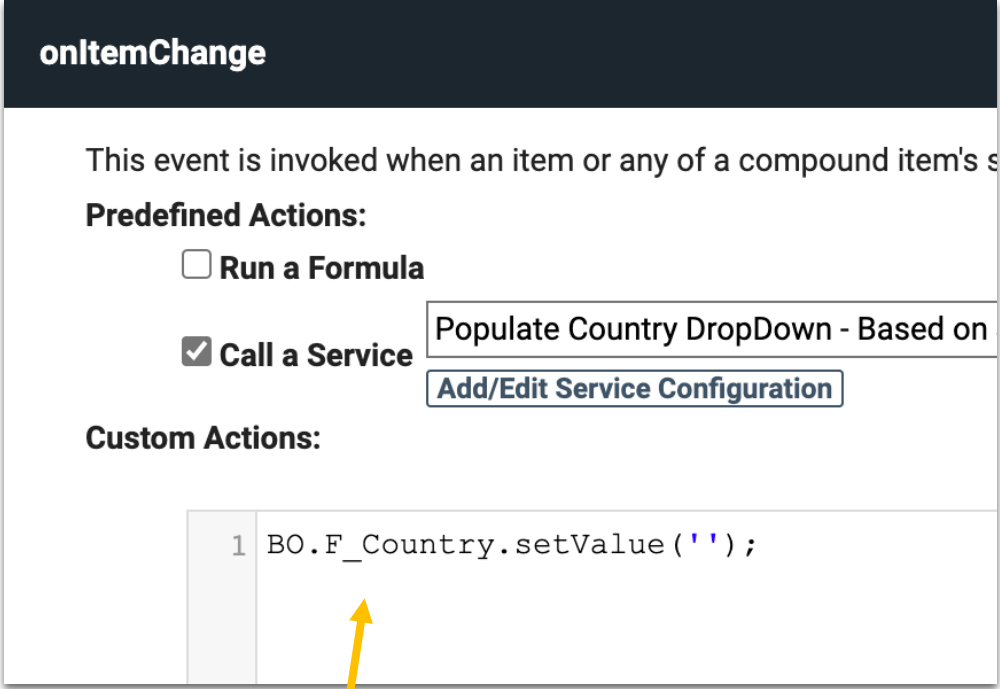 onItemChange
This event is invoked when an item or any of a compound item's
Predefined Actions:
Run a Formula
Call a Service
Populate Country DropDown - Based on
Add/Edit Service Configuration
Custom Actions:
1 BO.F_Country.setValue('');